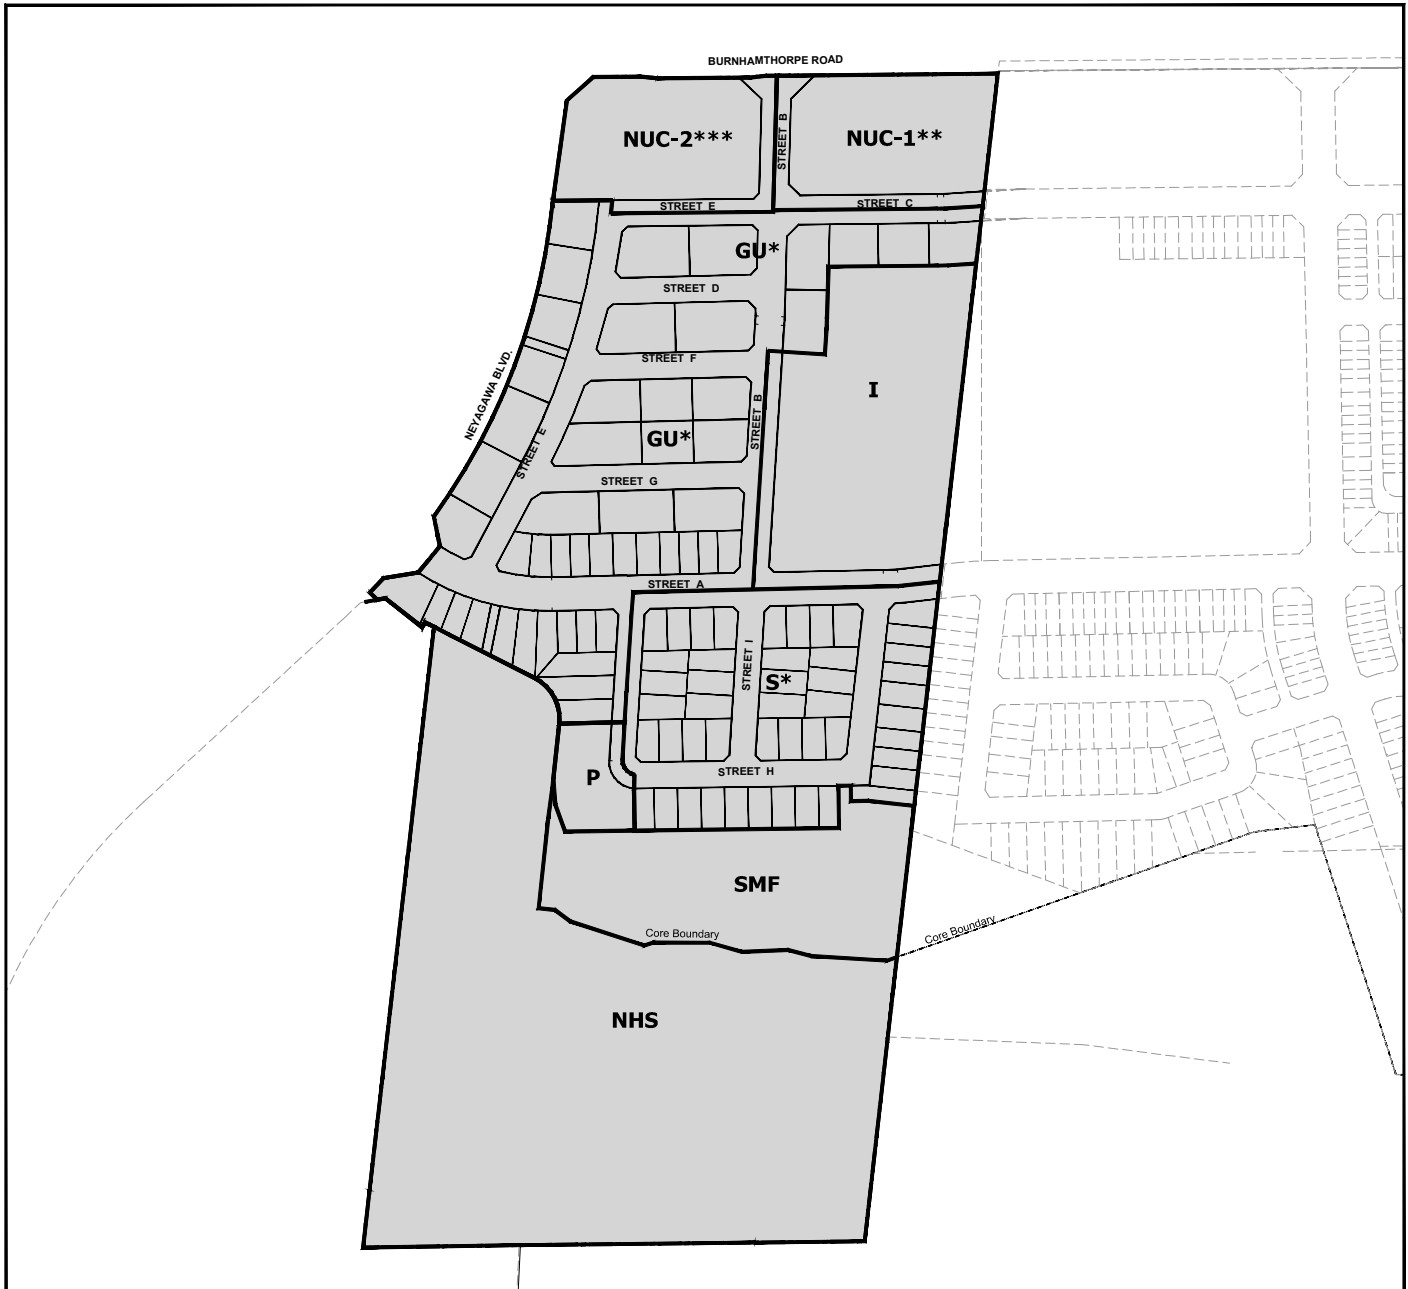 BURNHAMTHORPE ROAD
NUC-2***
STREET B
NUC-1**
STREET E
STREET C
GU*
STREET D
STREET F
NEYAGAWA BLVD.
I
STREET B
GU*
STREET E
STREET G
STREET A
STREET I
S*
STREET H
P
SMF
Core Boundary
Core Boundary
NHS